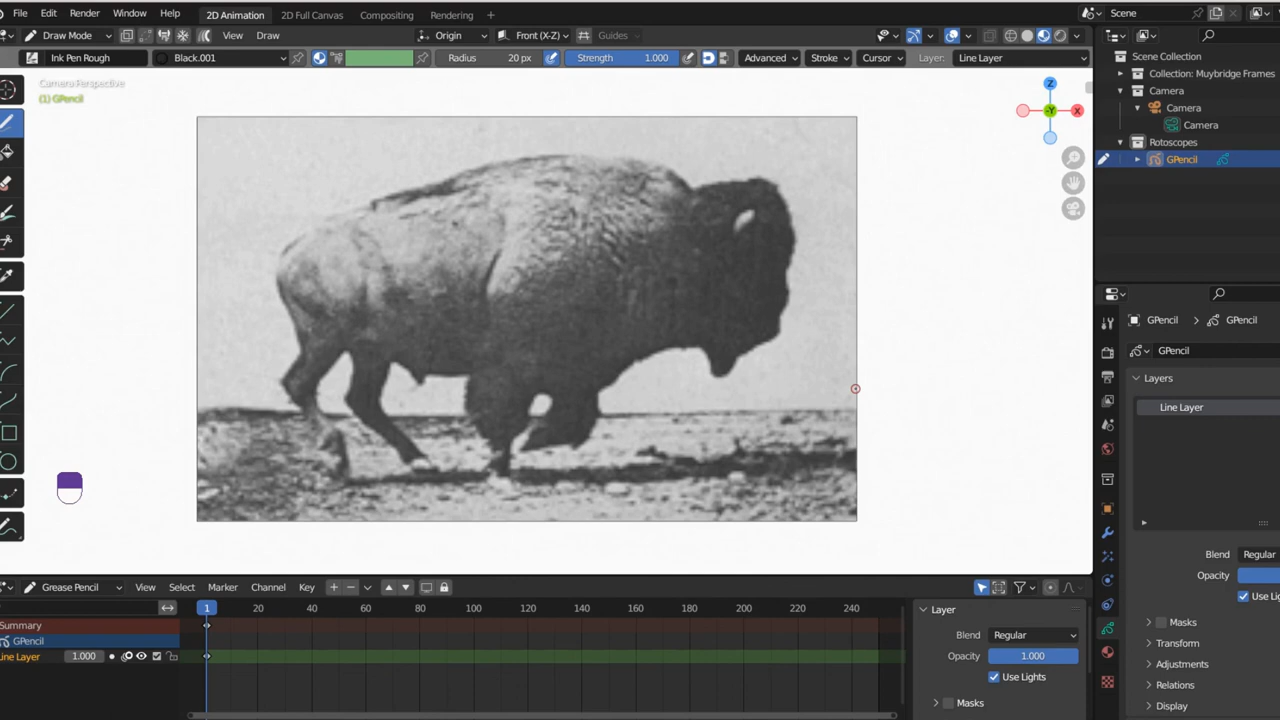 File Edit Render Window Help 2D Animation 2D Full Canvas Compositing Rendering + Scene
Draw Mode View Draw Origin Front (X-Z) Guides
Ink Pen Rough Black.001 Radius 20 px Strength 1.000 Advanced Stroke Cursor Layer: Line Layer
Camera Perspective
(1) GPencil
Z
X
-Y
Scene Collection
Collection: Muybridge Frames
Camera
Camera
Camera
Rotoscopes
GPencil
GPencil GPencil
GPencil
Layers
Line Layer
Blend Regular
Opacity
Use Lig
Masks
Transform
Adjustments
Relations
Display
Grease Pencil View Select Marker Channel Key
1 20 40 60 80 100 120 140 160 180 200 220 240
Summary
GPencil
Line Layer 1.000
Layer
Blend Regular
Opacity 1.000
Use Lights
Masks